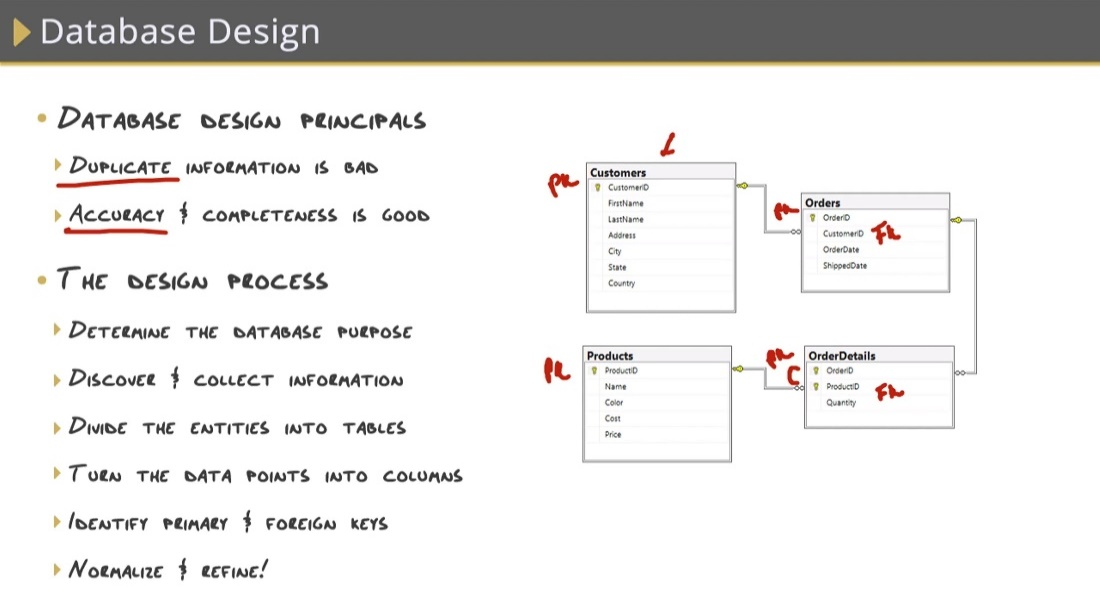 Database Design
• DATABASE DESIGN PRINCIPALS
DUPLICATE INFORMATION IS BAD
ACCURACY & COMPLETENESS IS GOOD
• THE DESIGN PROCESS
DETERMINE THE DATABASE PURPOSE
DISCOVER & COLLECT INFORMATION
DIVIDE THE ENTITIES INTO TABLES
TURN THE DATA POINTS INTO COLUMNS
IDENTIFY PRIMARY & FOREIGN KEYS
NORMALIZE & REFINE!
1
PK
Customers
CustomerID
FirstName
LastName
Address
City
State
Country
PK
Orders
OrderID
CustomerID FK
OrderDate
ShippedDate
PK
Products
ProductID
Name
Color
Cost
Price
PK
C
OrderDetails
OrderID
ProductID FK
Quantity